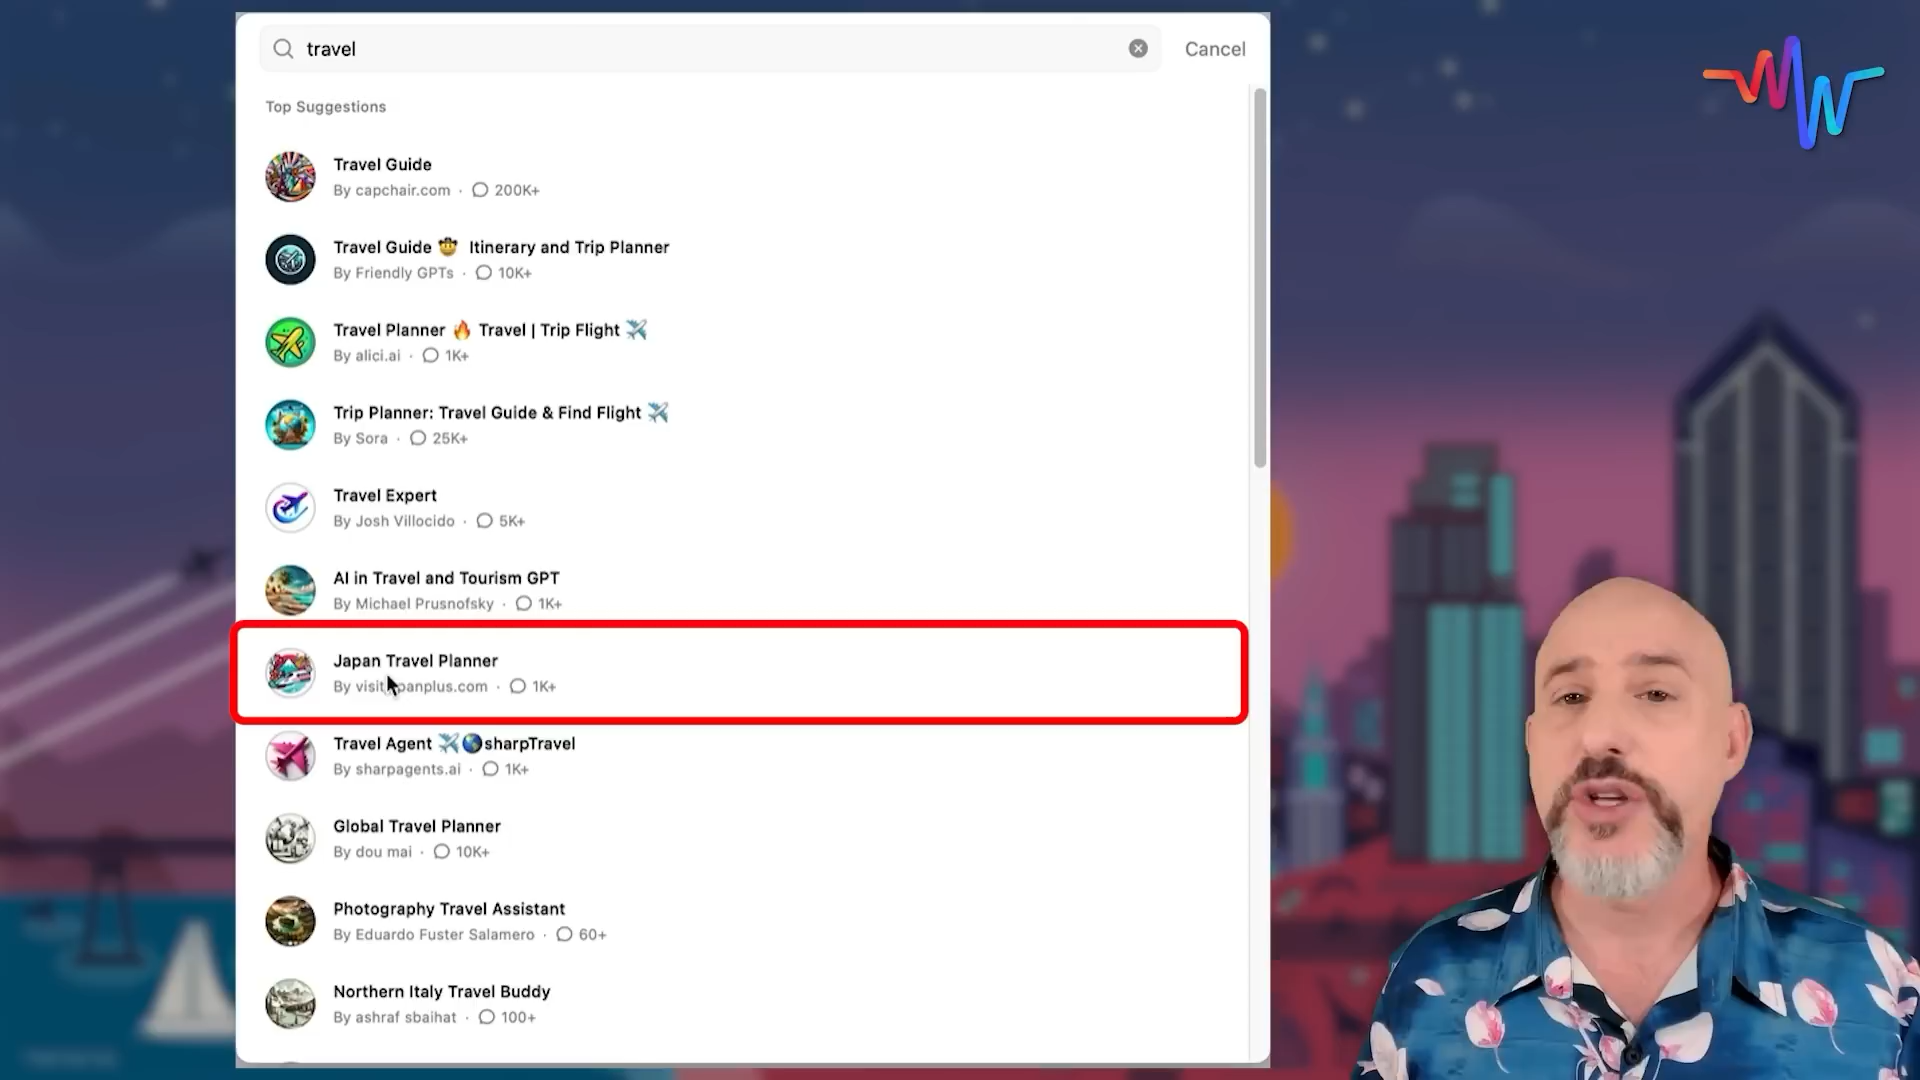 travel
Cancel
Top Suggestions
Travel Guide
By capchair.com · 200K+
Travel Guide 🤠 Itinerary and Trip Planner
By Friendly GPTs · 10K+
Travel Planner 🔥 Travel | Trip Flight ✈️
By alici.ai · 1K+
Trip Planner: Travel Guide & Find Flight ✈️
By Sora · 25K+
Travel Expert
By Josh Villocido · 5K+
AI in Travel and Tourism GPT
By Michael Prusnofsky · 1K+
Japan Travel Planner
By · 1K+
Travel Agent ✈️🌎sharpTravel
By sharpagents.ai · 1K+
Global Travel Planner
By dou mai · 10K+
Photography Travel Assistant
By Eduardo Fuster Salamero · 60+
Northern Italy Travel Buddy
By ashraf sbaihat · 100+
MW